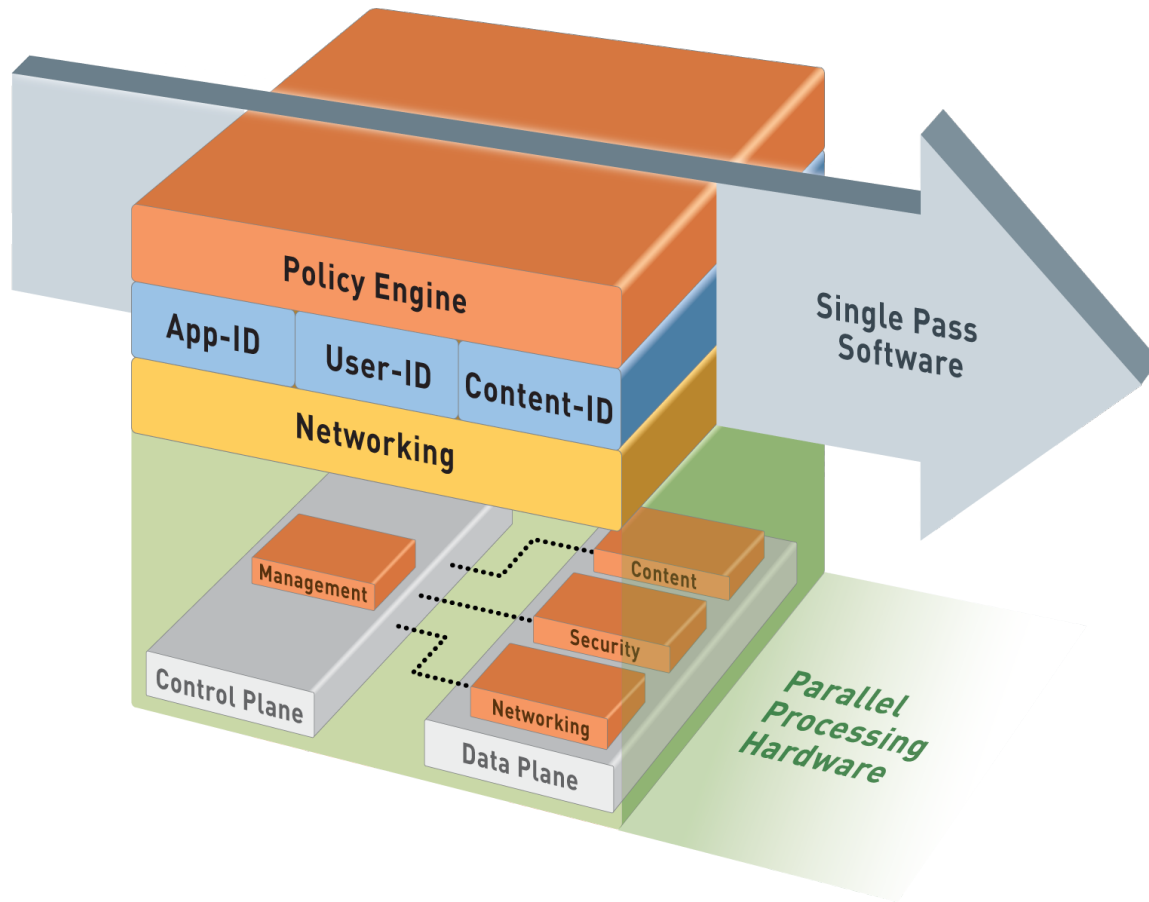 Policy Engine
App-ID
User-ID
Content-ID
Networking
Single Pass
Software
Management
Content
Security
Networking
Control Plane
Data Plane
Parallel
Processing
Hardware